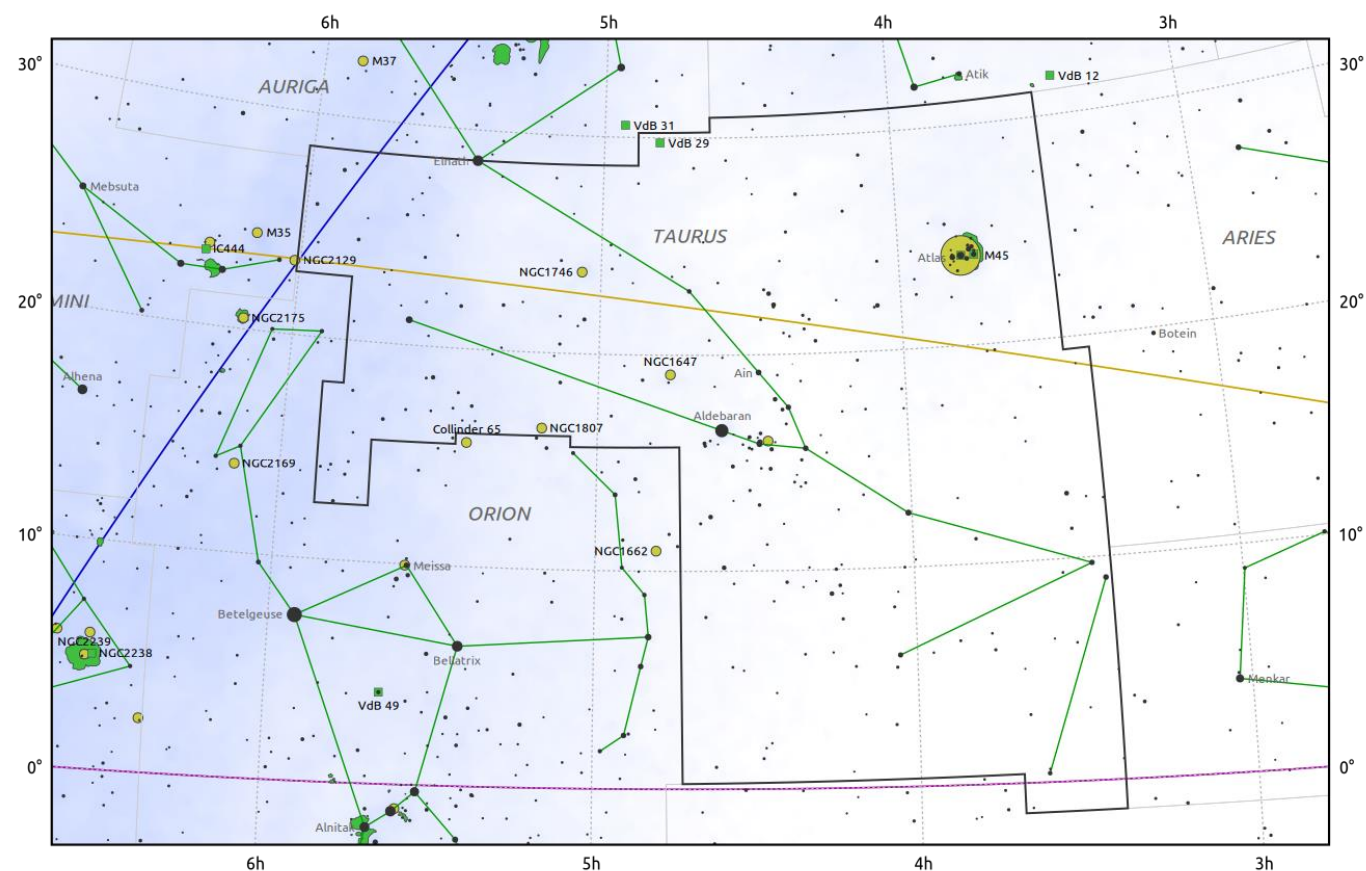 6h 5h 4h 3h
M37
30° Atik VdB 12 30°
AURIGA
VdB 31
VdB 29
Elnath
Mebsuta
M35 TAURUS ARIES
IC444
NGC2129 Atlas M45
NGC1746
20° MINI 20°
NGC2175
Botein
NGC1647
Alhena Ain
Aldebaran
Collinder 65 NGC1807
NGC2169
ORION
10° 10°
NGC1662
Meissa
Betelgeuse
NGC2239
NGC2238 Bellatrix
Menkar
VdB 49
0° 0°
Alnitak
6h 5h 4h 3h